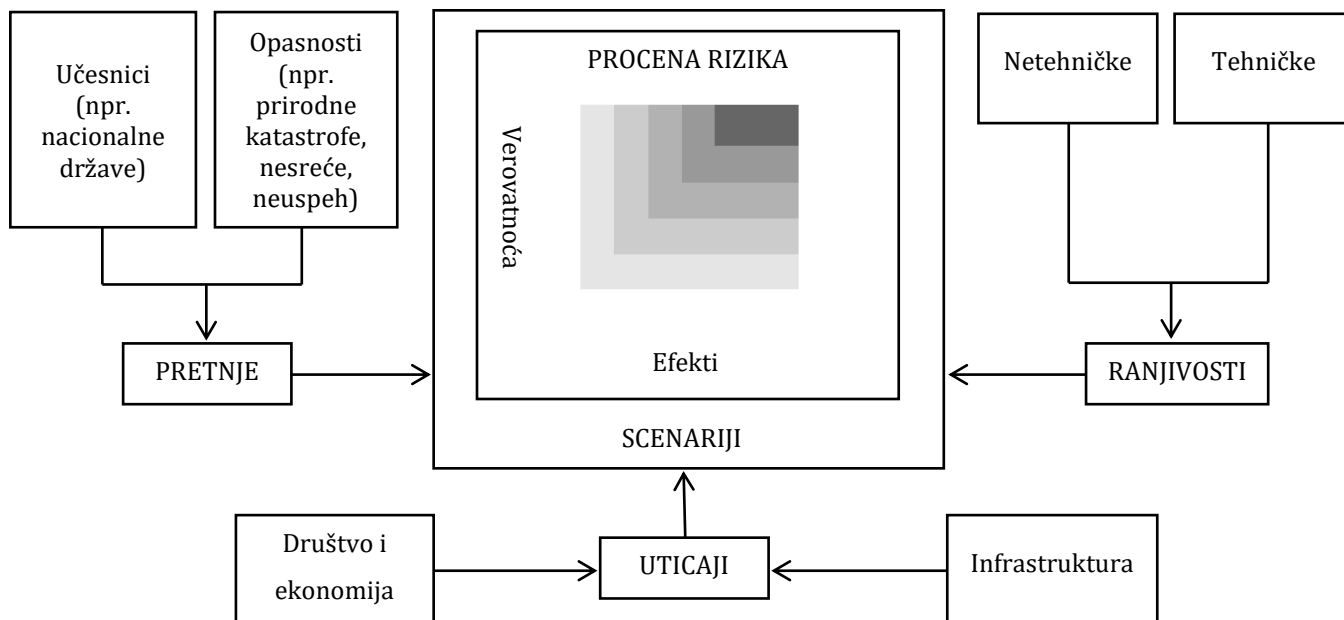 Učesnici
(npr.
nacionalne
države)
Opasnosti
(npr.
prirodne
katastrofe,
nesreće,
neuspeh)
PROCENA RIZIKA
Verovatnoća
Efekti
SCENARIJI
Netehničke
Tehničke
PRETNJE
RANJIVOSTI
Društvo i
ekonomija
UTICAJI
Infrastruktura